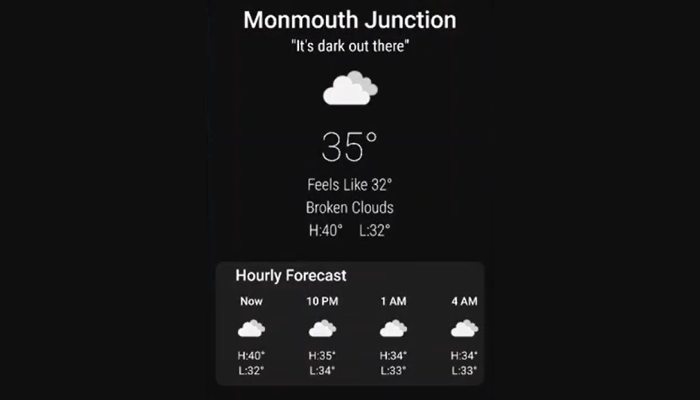 Monmouth Junction
"It's dark out there"
35°
Feels Like 32°
Broken Clouds
H:40° L:32°
Hourly Forecast
Now 10 PM 1 AM 4 AM
H:40° H:35° H:34° H:34°
L:32° L:34° L:33° L:33°